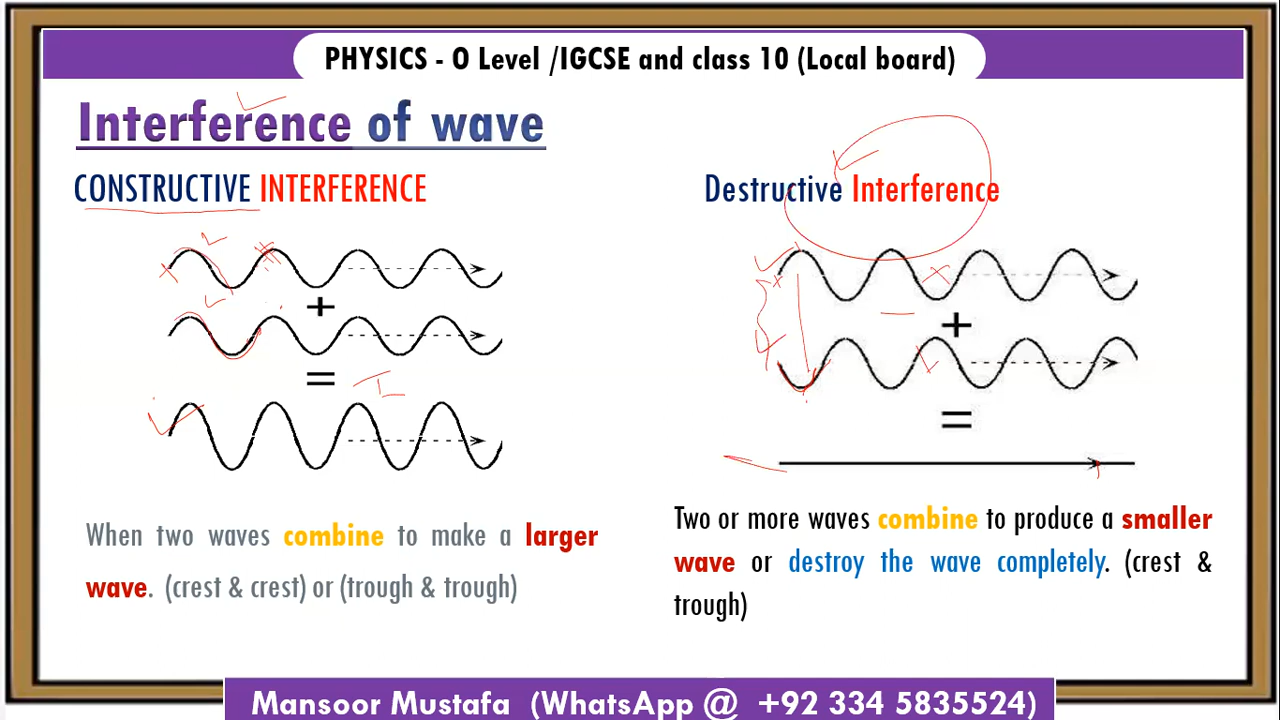 PHYSICS - O Level /IGCSE and class 10 (Local board)
Interference of wave
CONSTRUCTIVE INTERFERENCE
+
=
When two waves combine to make a larger
wave. (crest & crest) or (trough & trough)
Destructive Interference
+
=
Two or more waves combine to produce a smaller
wave or destroy the wave completely. (crest &
trough)
Mansoor Mustafa (WhatsApp @ +92 334 5835524)